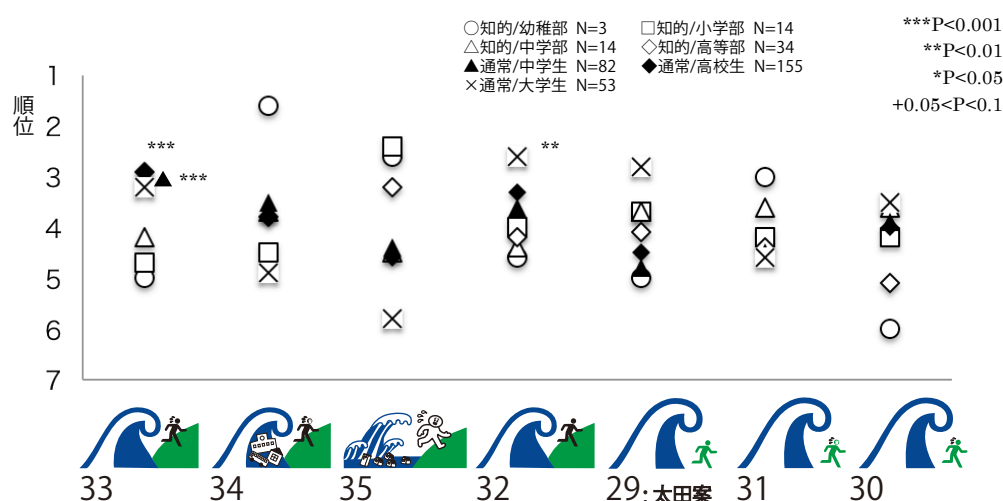 ○知的/幼稚部 N=3 □知的/小学部 N=14
△知的/中学部 N=14 ◇知的/高等部 N=34
▲通常/中学生 N=82 ◆通常/高校生 N=155
×通常/大学生 N=53
***P<0.001
**P<0.01
*P<0.05
+0.05<P<0.1
順位
1
2
3
4
5
6
7
***
***
**
33 34 35 32 29:太田案 31 30